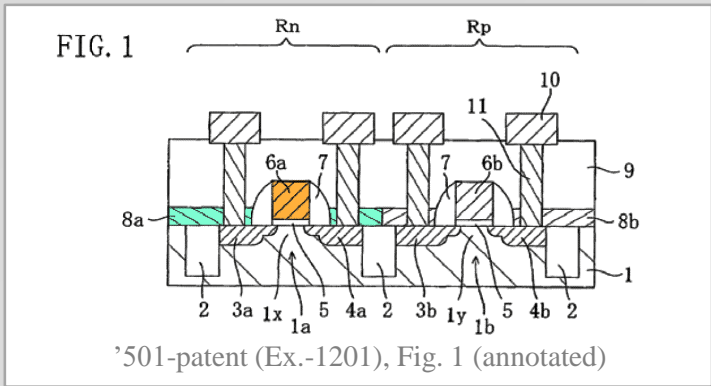 Rn Rp
FIG. 1
10
11
6a 7 7 6b
9
8a 8b
2 3a 1x 1a 5 4a 2 3b 1y 1b 5 4b 2 1
’501-patent (Ex.-1201), Fig. 1 (annotated)